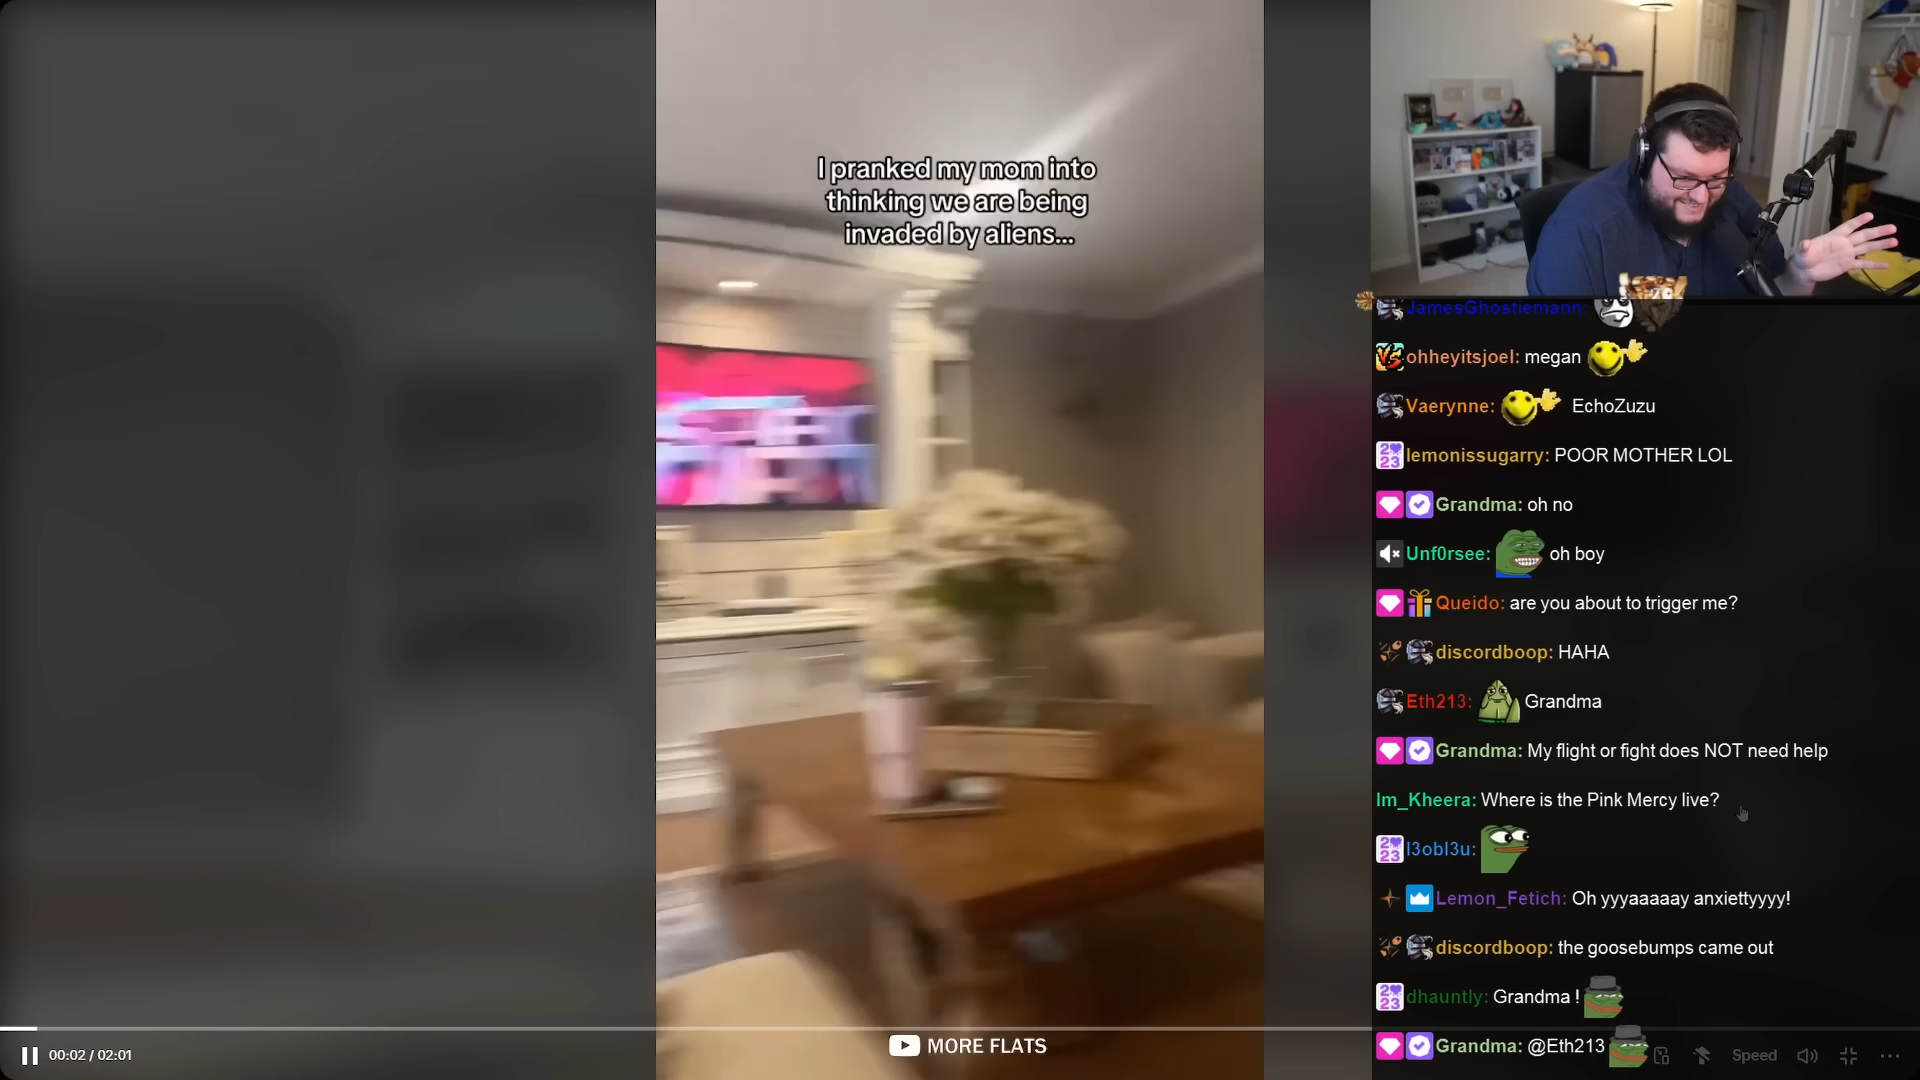 I pranked my mom into
thinking we are being
invaded by aliens...
MORE FLATS
00:02 / 02:01
JamesGhostiemann:
ohheyitsjoel: megan
Vaerynne: EchoZuzu
lemonissugarry: POOR MOTHER LOL
Grandma: oh no
Unf0rsee: oh boy
Queido: are you about to trigger me?
discordboop: HAHA
Eth213: Grandma
Grandma: My flight or fight does NOT need help
Im_Kheera: Where is the Pink Mercy live?
l3obl3u:
Lemon_Fetich: Oh yyyaaaaay anxiettyyyy!
discordboop: the goosebumps came out
dhauntly: Grandma !
Grandma: @Eth213
Speed